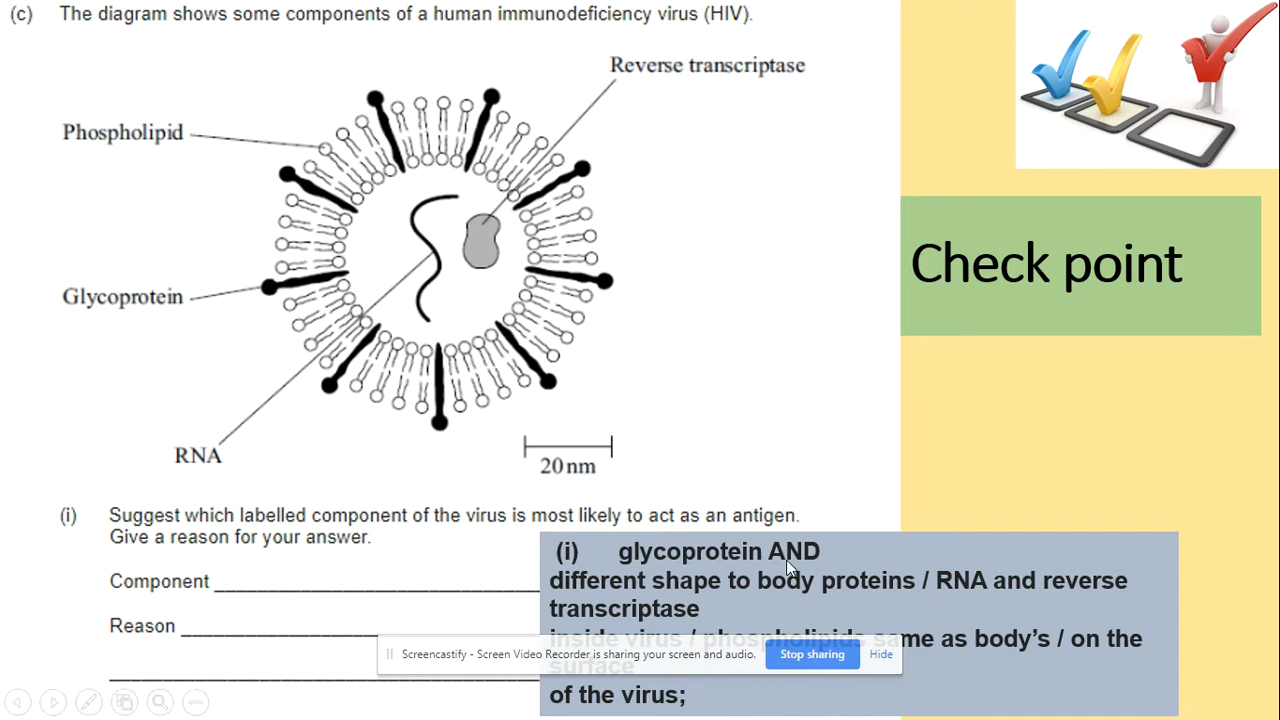 (c) The diagram shows some components of a human immunodeficiency virus (HIV).
Reverse transcriptase
Phospholipid
Glycoprotein
RNA
20 nm
Check point
(i) Suggest which labelled component of the virus is most likely to act as an antigen.
Give a reason for your answer.
Component
Reason
(i) glycoprotein AND
different shape to body proteins / RNA and reverse
transcriptase
inside virus / phospholipids same as body's / on the
surface
of the virus;
Screencastify - Screen Video Recorder is sharing your screen and audio.
Stop sharing
Hide